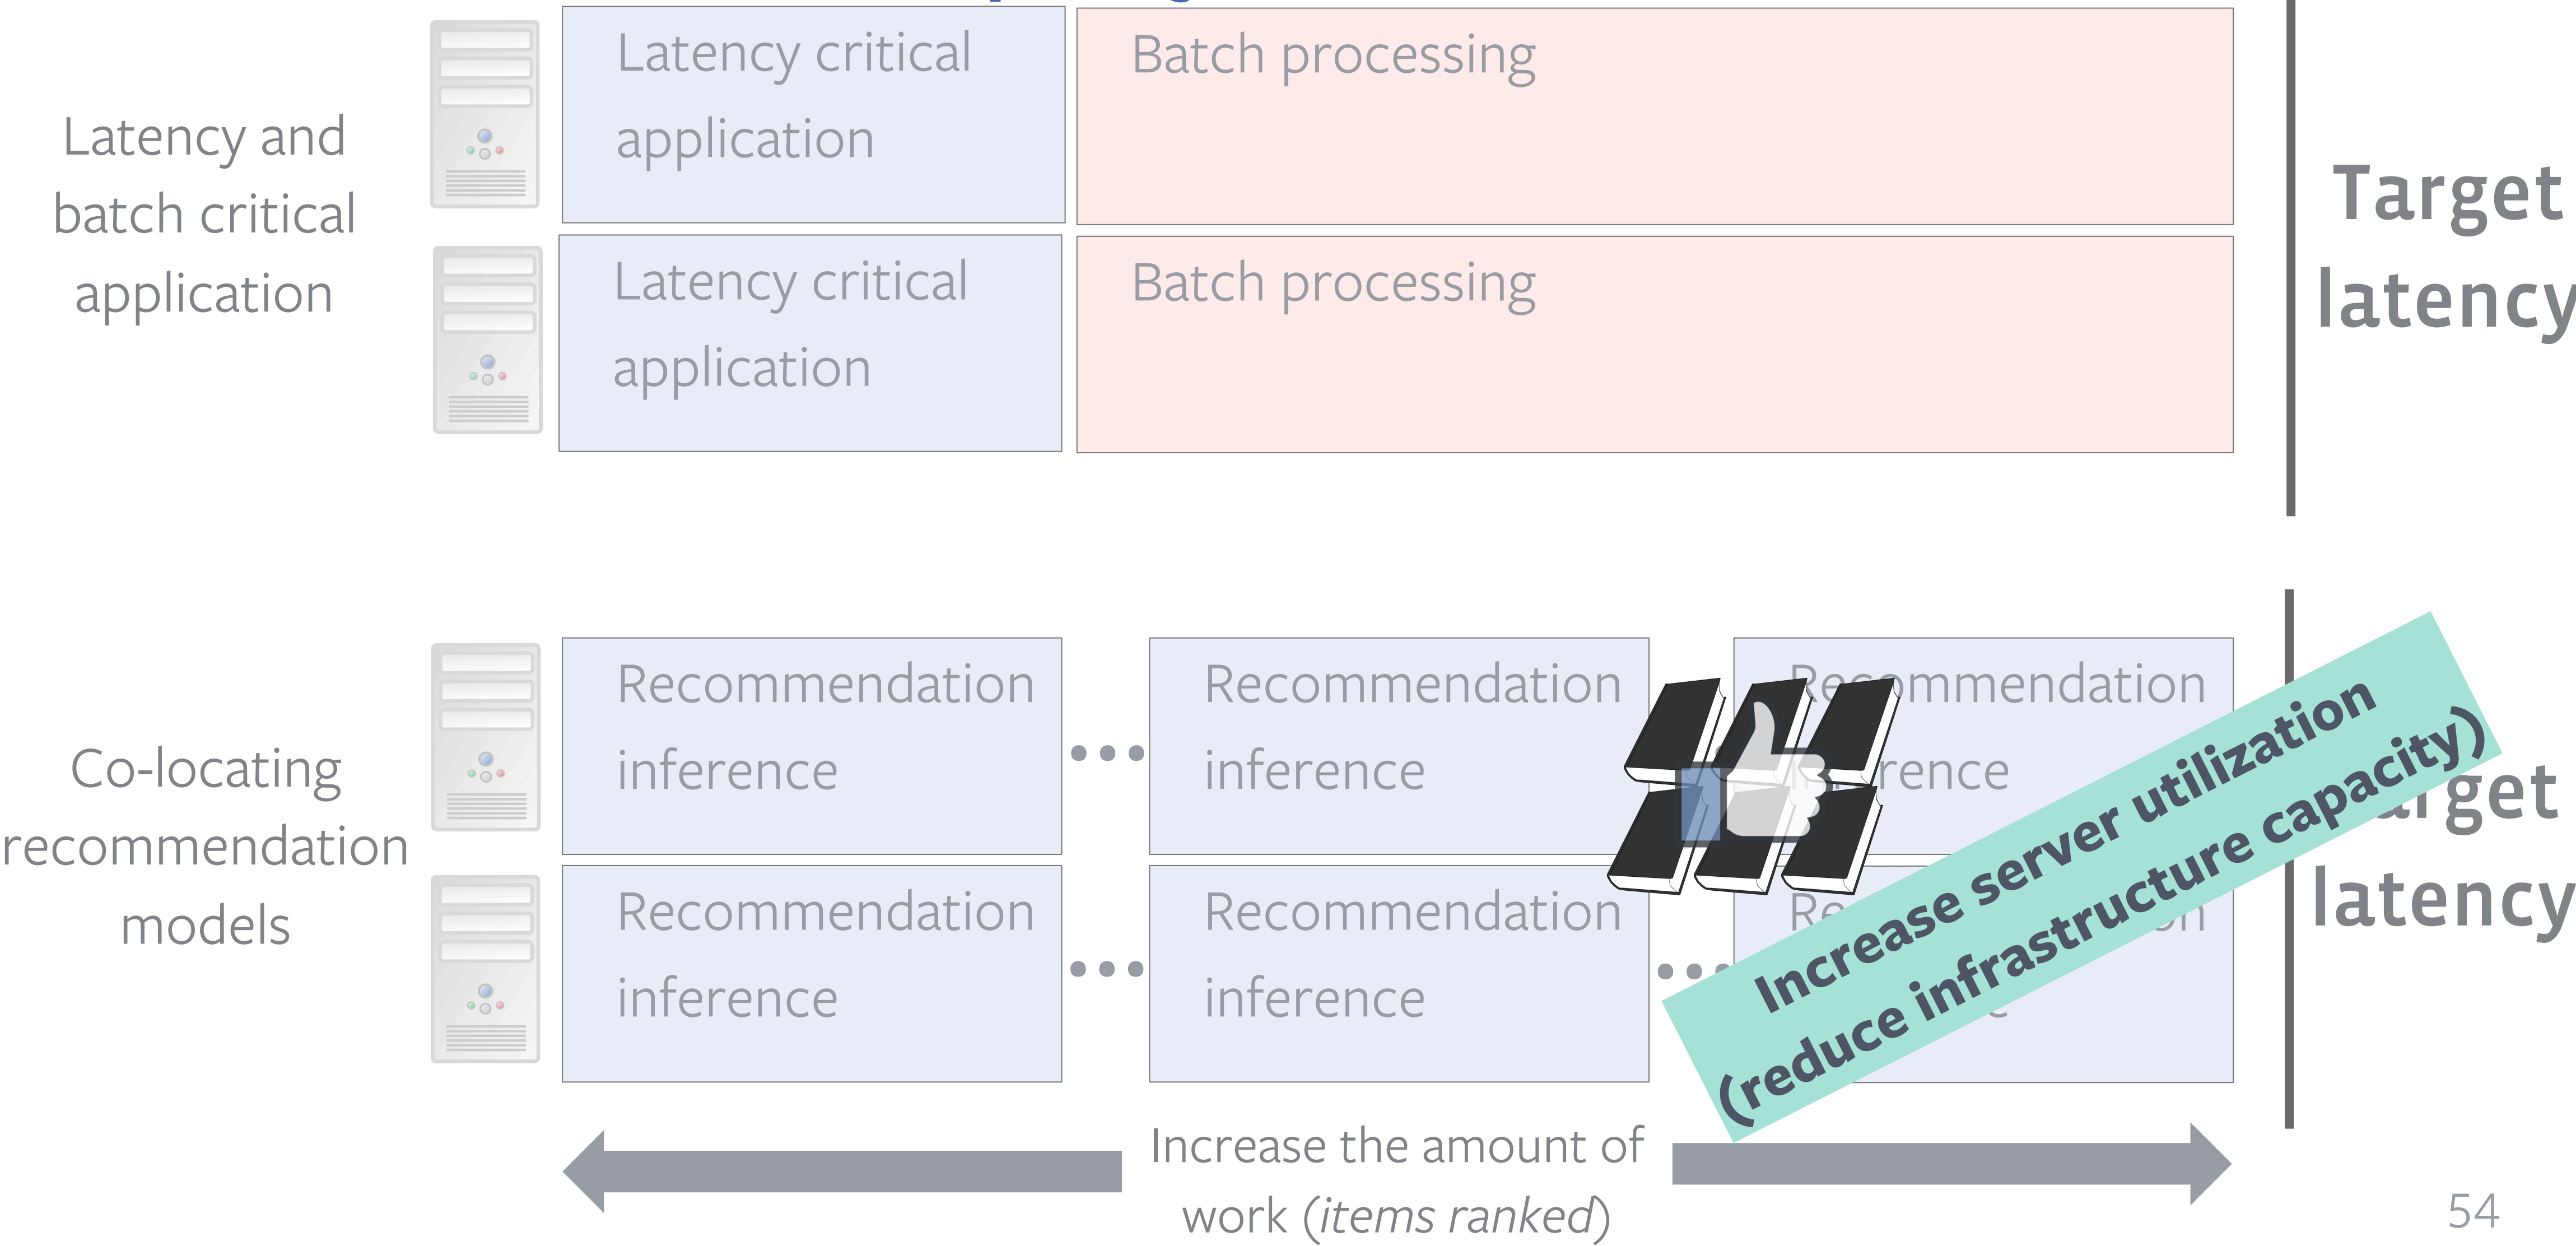 Latency and
batch critical
application
Latency critical
application
Batch processing
Latency critical
application
Batch processing
Target
latency
Co-locating
recommendation
models
Recommendation
inference
Recommendation
inference
Recommendation
rence
Recommendation
inference
Recommendation
inference
Increase server utilization
(reduce infrastructure capacity)
latency
Increase the amount of
work (items ranked)
54